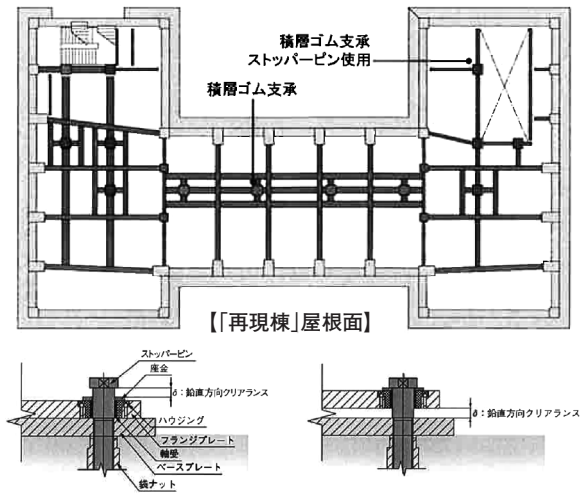 積層ゴム支承
ストッパーピン使用
積層ゴム支承
【「再現棟」屋根面】
ストッパーピン
座金
δ：鉛直方向クリアランス
ハウジング
フランジプレート
軸受
ベースプレート
袋ナット
δ：鉛直方向クリアランス